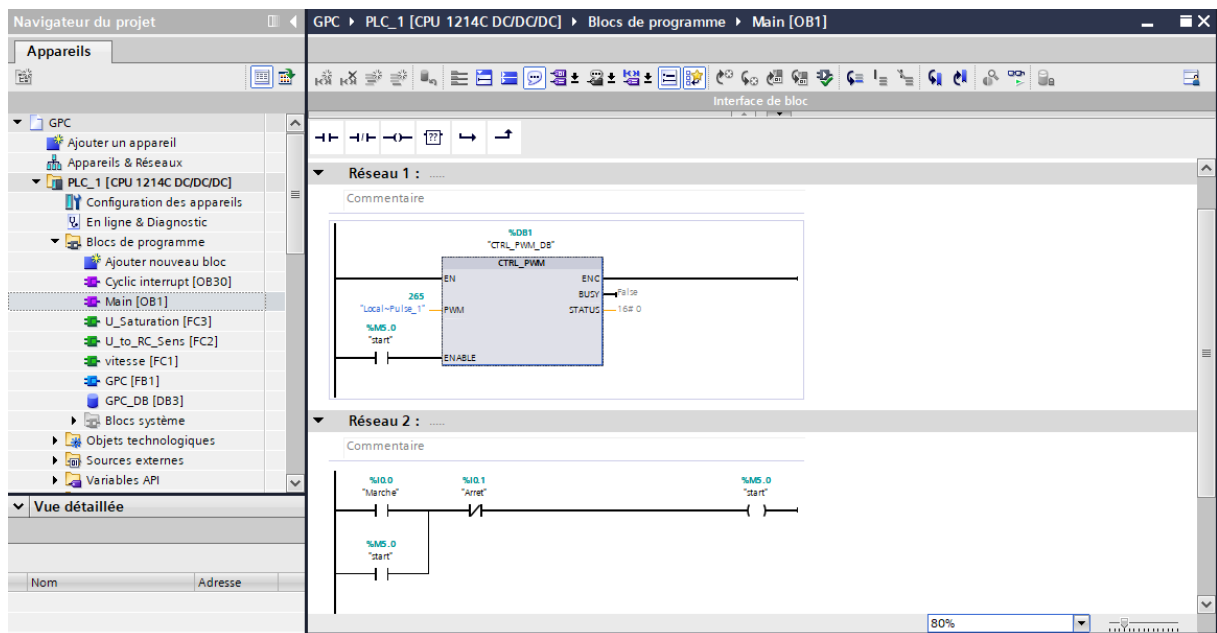 Navigateur du projet
Appareils
GPC
Ajouter un appareil
Appareils & Réseaux
PLC_1 [CPU 1214C DC/DC/DC]
Configuration des appareils
En ligne & Diagnostic
Blocs de programme
Ajouter nouveau bloc
Cyclic interrupt [OB30]
Main [OB1]
U_Saturation [FC3]
U_to_RC_Sens [FC2]
vitesse [FC1]
GPC [FB1]
GPC_DB [DB3]
Blocs système
Objets technologiques
Sources externes
Variables API
Vue détaillée
Nom Adresse
GPC PLC_1 [CPU 1214C DC/DC/DC] Blocs de programme Main [OB1]
Interface de bloc
??
Réseau 1 : .....
Commentaire
%DB1
"CTRL_PWM_DB"
CTRL_PWM
EN ENO
BUSY False
265
"Local~Pulse_1" PWM STATUS 16#0
%M5.0
"start"
ENABLE
Réseau 2 : .....
Commentaire
%I0.0 %I0.1 %M5.0
"Marche" "Arret" "start"
%M5.0
"start"
80%